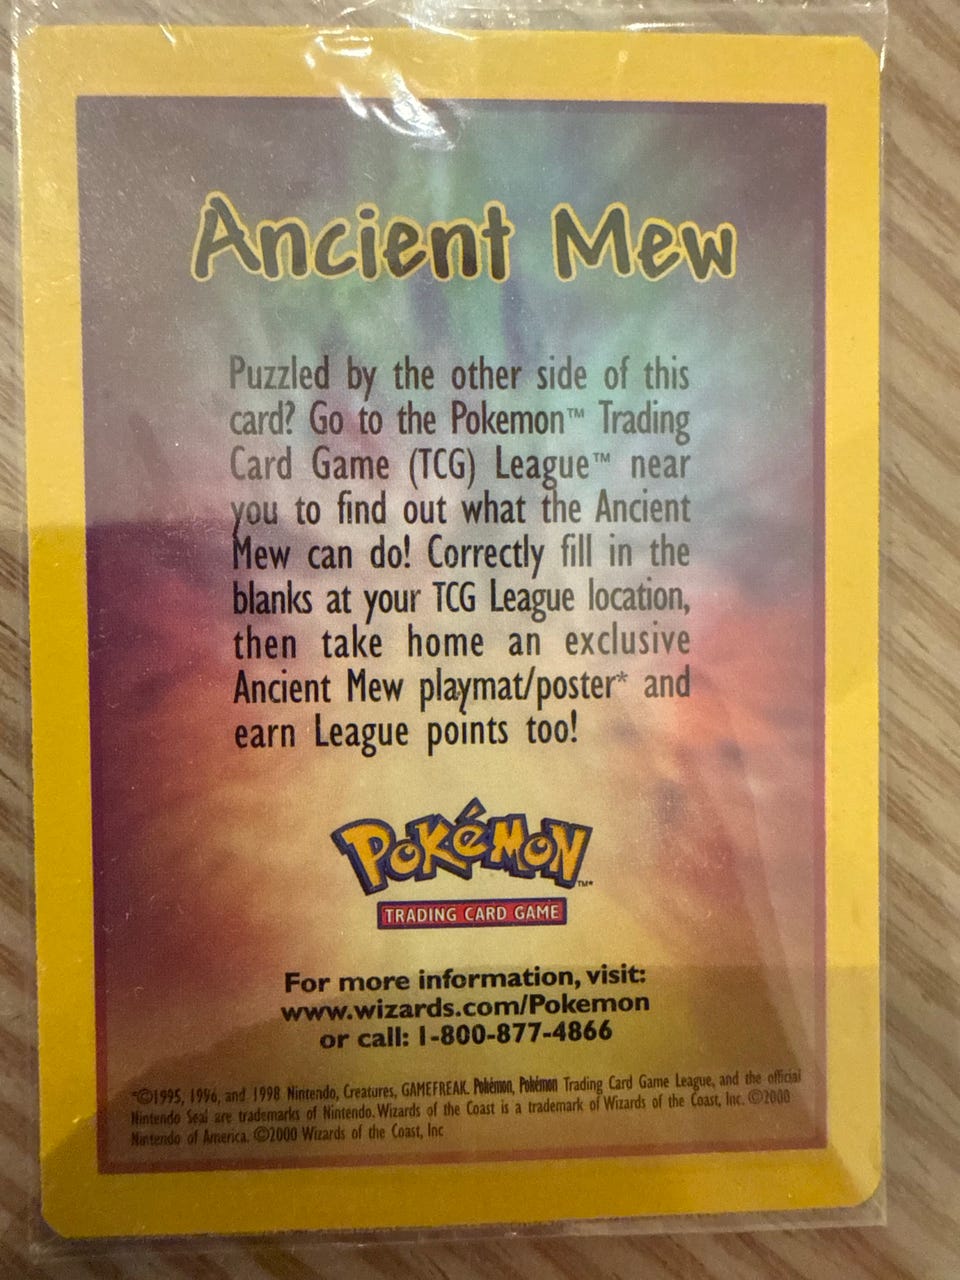 Ancient Mew
Puzzled by the other side of this
card? Go to the Pokemon™ Trading
Card Game (TCG) League™ near
you to find out what the Ancient
Mew can do! Correctly fill in the
blanks at your TCG League location,
then take home an exclusive
Ancient Mew playmat/poster* and
earn League points too!
POKéMON™*
TRADING CARD GAME
For more information, visit:
www.wizards.com/Pokemon
or call: 1-800-877-4866
*©1995, 1996, and 1998 Nintendo, Creatures, GAMEFREAK. Pokémon, Pokémon Trading Card Game League, and the official
Nintendo Seal are trademarks of Nintendo. Wizards of the Coast is a trademark of Wizards of the Coast, Inc. ©2000
Nintendo of America. ©2000 Wizards of the Coast, Inc